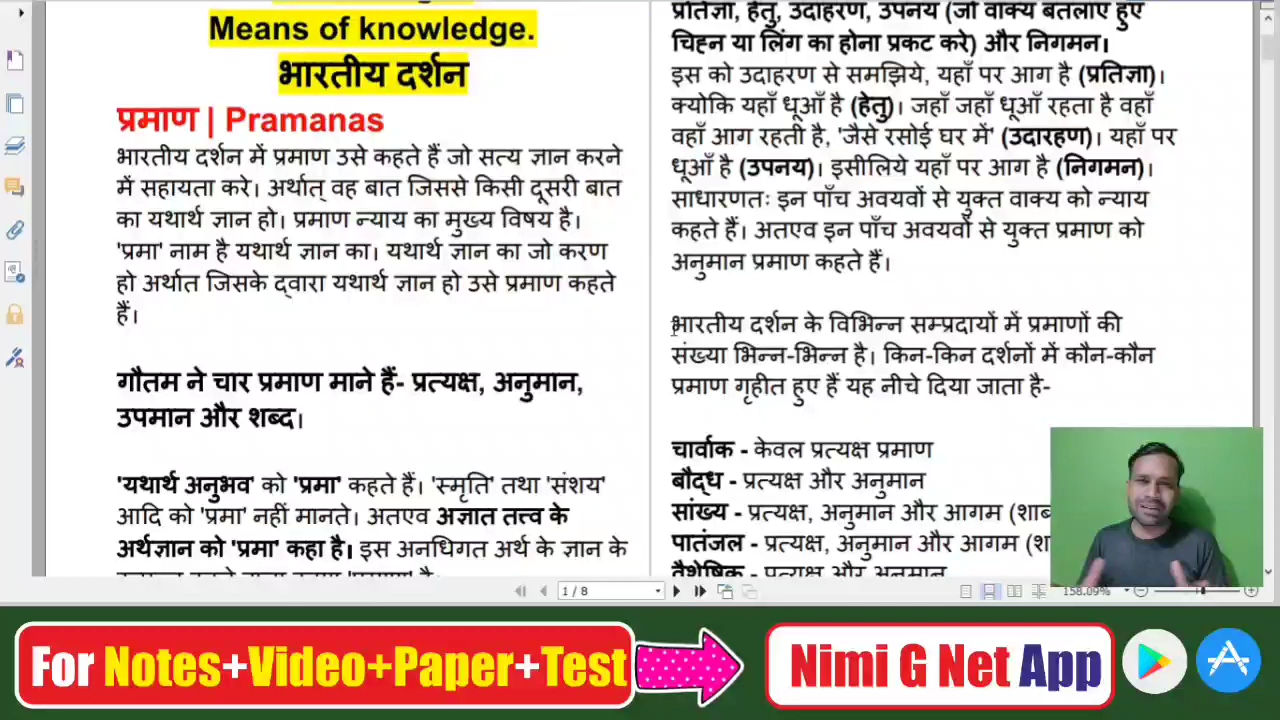 Means of knowledge.
भारतीय दर्शन
प्रमाण | Pramanas
भारतीय दर्शन में प्रमाण उसे कहते हैं जो सत्य ज्ञान करने
में सहायता करे। अर्थात् वह बात जिससे किसी दूसरी बात
का यथार्थ ज्ञान हो। प्रमाण न्याय का मुख्य विषय है।
'प्रमा' नाम है यथार्थ ज्ञान का। यथार्थ ज्ञान का जो करण
हो अर्थात जिसके द्वारा यथार्थ ज्ञान हो उसे प्रमाण कहते
हैं।
गौतम ने चार प्रमाण माने हैं- प्रत्यक्ष, अनुमान,
उपमान और शब्द।
'यथार्थ अनुभव' को 'प्रमा' कहते हैं। 'स्मृति' तथा 'संशय'
आदि को 'प्रमा' नहीं मानते। अतएव अज्ञात तत्त्व के
अर्थज्ञान को 'प्रमा' कहा है। इस अनधिगत अर्थ के ज्ञान के
प्रतिज्ञा, हेतु, उदाहरण, उपनय (जो वाक्य बतलाए हुए
चिह्न या लिंग का होना प्रकट करे) और निगमन।
इस को उदाहरण से समझिये, यहाँ पर आग है (प्रतिज्ञा)।
क्योकि यहाँ धूआँ है (हेतु)। जहाँ जहाँ धूआँ रहता है वहाँ
वहाँ आग रहती है, 'जैसे रसोई घर में' (उदारहण)। यहाँ पर
धूआँ है (उपनय)। इसीलिये यहाँ पर आग है (निगमन)।
साधारणतः इन पाँच अवयवों से युक्त वाक्य को न्याय
कहते हैं। अतएव इन पाँच अवयवों से युक्त प्रमाण को
अनुमान प्रमाण कहते हैं।
भारतीय दर्शन के विभिन्न सम्प्रदायों में प्रमाणों की
संख्या भिन्न-भिन्न है। किन-किन दर्शनों में कौन-कौन
प्रमाण गृहीत हुए हैं यह नीचे दिया जाता है-
चार्वाक - केवल प्रत्यक्ष प्रमाण
बौद्ध - प्रत्यक्ष और अनुमान
सांख्य - प्रत्यक्ष, अनुमान और आगम
पातंजल - प्रत्यक्ष, अनुमान और आगम
वैशेषिक - प्रत्यक्ष और अनुमान
1 / 8
158.09%
For Notes+Video+Paper+Test
Nimi G Net App